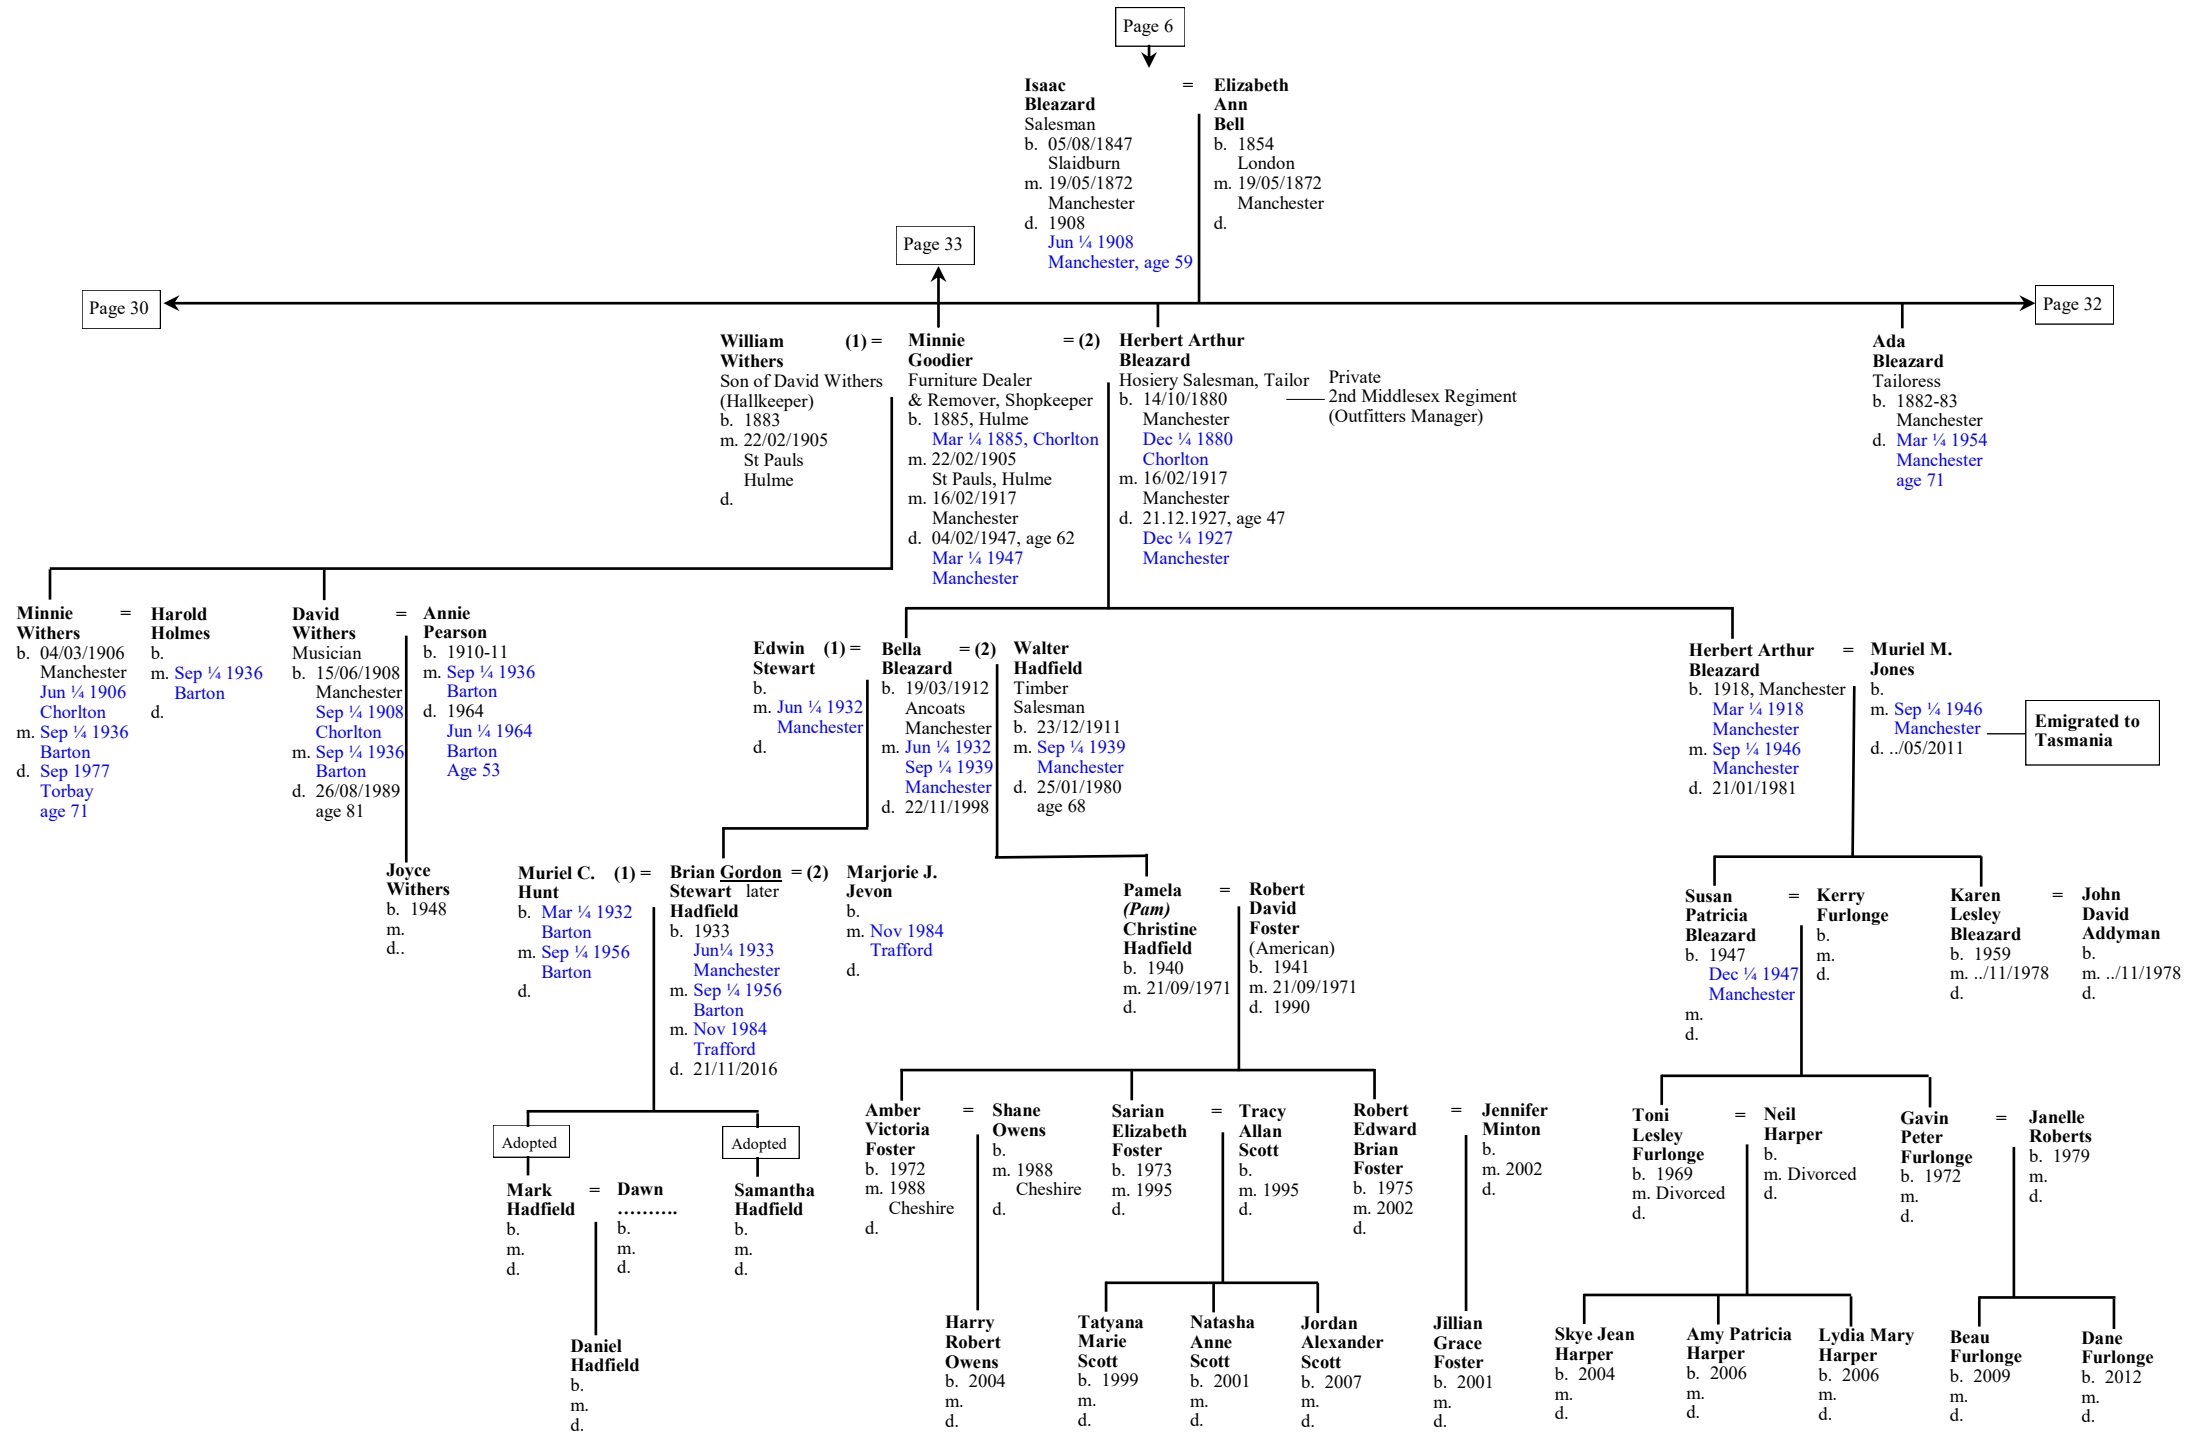 Page 6
Isaac
Bleazard
Salesman
b. 05/08/1847
Slaidburn
m. 19/05/1872
Manchester
d. 1908
Jun ¼ 1908
Manchester, age 59
=
Elizabeth
Ann
Bell
b. 1854
London
m. 19/05/1872
Manchester
d.
Page 33
Page 30
Page 32
William
Withers
Son of David Withers
(Hallkeeper)
b. 1883
m. 22/02/1905
St Pauls
Hulme
d.
(1) =
Minnie
Goodier
Furniture Dealer
& Remover, Shopkeeper
b. 1885, Hulme
Mar ¼ 1885, Chorlton
m. 22/02/1905
St Pauls, Hulme
m. 16/02/1917
Manchester
d. 04/02/1947, age 62
Mar ¼ 1947
Manchester
= (2)
Herbert Arthur
Bleazard
Hosiery Salesman, Tailor
b. 14/10/1880
Manchester
Dec ¼ 1880
Chorlton
m. 16/02/1917
Manchester
d. 21.12.1927, age 47
Dec ¼ 1927
Manchester
Private
2nd Middlesex Regiment
(Outfitters Manager)
Ada
Bleazard
Tailoress
b. 1882-83
Manchester
d. Mar ¼ 1954
Manchester
age 71
Minnie
Withers
b. 04/03/1906
Manchester
Jun ¼ 1906
Chorlton
m. Sep ¼ 1936
Barton
d. Sep 1977
Torbay
age 71
=
Harold
Holmes
b.
m. Sep ¼ 1936
Barton
d.
David
Withers
Musician
b. 15/06/1908
Manchester
Sep ¼ 1908
Chorlton
m. Sep ¼ 1936
Barton
d. 26/08/1989
age 81
=
Annie
Pearson
b. 1910-11
m. Sep ¼ 1936
Barton
d. 1964
Jun ¼ 1964
Barton
Age 53
Edwin
Stewart
b.
m. Jun ¼ 1932
Manchester
d.
(1) =
Bella
Bleazard
b. 19/03/1912
Ancoats
Manchester
m. Jun ¼ 1932
Sep ¼ 1939
Manchester
d. 22/11/1998
= (2)
Walter
Hadfield
Timber
Salesman
b. 23/12/1911
m. Sep ¼ 1939
Manchester
d. 25/01/1980
age 68
Herbert Arthur
Bleazard
b. 1918, Manchester
Mar ¼ 1918
Manchester
m. Sep ¼ 1946
Manchester
d. 21/01/1981
=
Muriel M.
Jones
b.
m. Sep ¼ 1946
Manchester
d. ../05/2011
Emigrated to
Tasmania
Joyce
Withers
b. 1948
m.
d..
Muriel C.
Hunt
b. Mar ¼ 1932
Barton
m. Sep ¼ 1956
Barton
d.
(1) =
Brian Gordon
Stewart later
Hadfield
b. 1933
Jun¼ 1933
Manchester
m. Sep ¼ 1956
Barton
m. Nov 1984
Trafford
d. 21/11/2016
= (2)
Marjorie J.
Jevon
b.
m. Nov 1984
Trafford
d.
Pamela
(Pam)
Christine
Hadfield
b. 1940
m. 21/09/1971
d.
=
Robert
David
Foster
(American)
b. 1941
m. 21/09/1971
d. 1990
Susan
Patricia
Bleazard
b. 1947
Dec ¼ 1947
Manchester
m.
d.
=
Kerry
Furlonge
b.
m.
d.
Karen
Lesley
Bleazard
b. 1959
m. ../11/1978
d.
=
John
David
Addyman
b.
m. ../11/1978
d.
Adopted
Adopted
Mark
Hadfield
b.
m.
d.
=
Dawn
..........
b.
m.
d.
Samantha
Hadfield
b.
m.
d.
Amber
Victoria
Foster
b. 1972
m. 1988
Cheshire
d.
=
Shane
Owens
b.
m. 1988
Cheshire
d.
Sarian
Elizabeth
Foster
b. 1973
m. 1995
d.
=
Tracy
Allan
Scott
b.
m. 1995
d.
Robert
Edward
Brian
Foster
b. 1975
m. 2002
d.
=
Jennifer
Minton
b.
m. 2002
d.
Toni
Lesley
Furlonge
b. 1969
m. Divorced
d.
=
Neil
Harper
b.
m. Divorced
d.
Gavin
Peter
Furlonge
b. 1972
m.
d.
=
Janelle
Roberts
b. 1979
m.
d.
Daniel
Hadfield
b.
m.
d.
Harry
Robert
Owens
b. 2004
m.
d.
Tatyana
Marie
Scott
b. 1999
m.
d.
Natasha
Anne
Scott
b. 2001
m.
d.
Jordan
Alexander
Scott
b. 2007
m.
d.
Jillian
Grace
Foster
b. 2001
m.
d.
Skye Jean
Harper
b. 2004
m.
d.
Amy Patricia
Harper
b. 2006
m.
d.
Lydia Mary
Harper
b. 2006
m.
d.
Beau
Furlonge
b. 2009
m.
d.
Dane
Furlonge
b. 2012
m.
d.